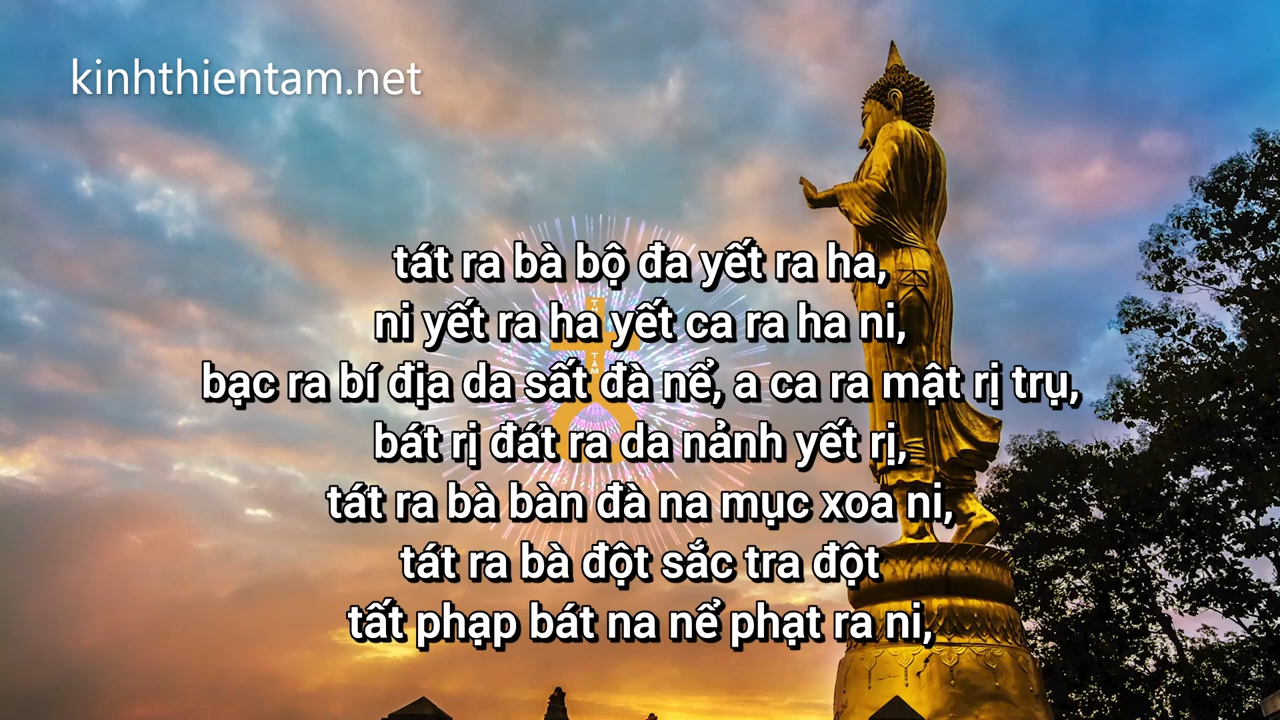 kinhthientam.net
tát ra bà bộ đa yết ra ha,
ni yết ra ha yết ca ra ha ni,
bạc ra bí địa da sất đà nể, a ca ra mật rị trụ,
bát rị đát ra da nảnh yết rị,
tát ra bà bàn đà na mục xoa ni,
tát ra bà đột sắc tra đột
tất phạp bát na nể phạt ra ni,